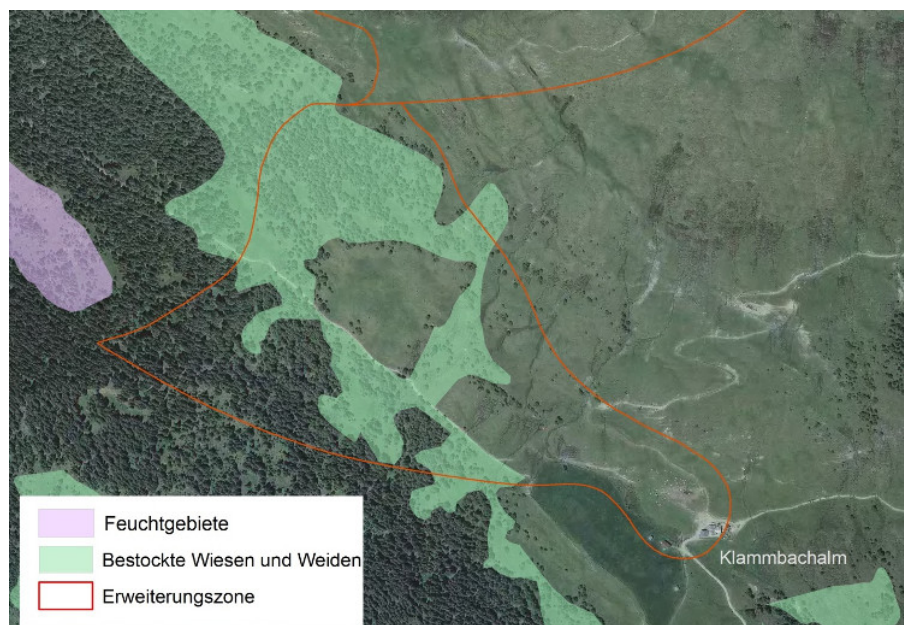 Klammbachalm
Feuchtgebiete
Bestockte Wiesen und Weiden
Erweiterungszone